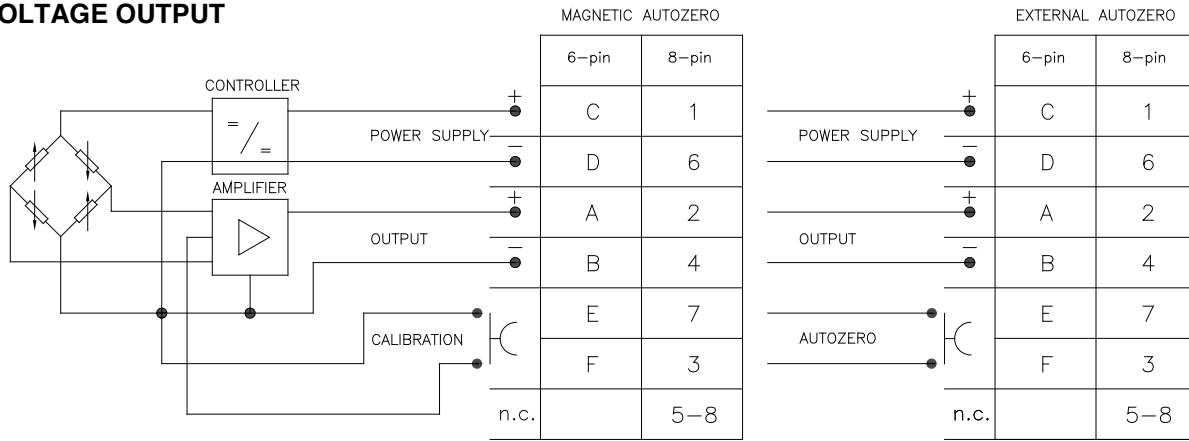 OLTAGE OUTPUT
MAGNETIC AUTOZERO
6-pin 8-pin
CONTROLLER
= / =
POWER SUPPLY
+ C 1
- D 6
AMPLIFIER
OUTPUT
+ A 2
- B 4
CALIBRATION
E 7
F 3
n.c. 5-8
EXTERNAL AUTOZERO
6-pin 8-pin
POWER SUPPLY
+ C 1
- D 6
OUTPUT
+ A 2
- B 4
AUTOZERO
E 7
F 3
n.c. 5-8